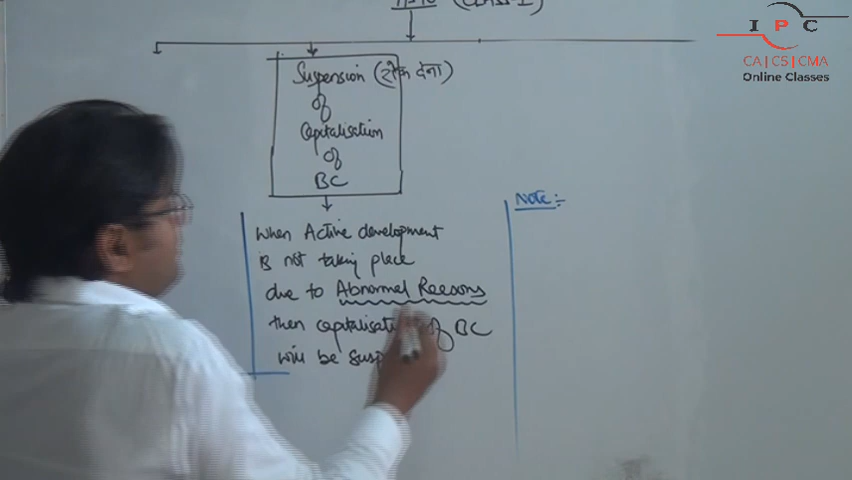 (CLASS-I)
I P C
CA|CS|CMA
Online Classes
Suspension (रोक देना)
of
Capitalisation
of
BC
Note:-
When Active development
is not taking place
due to Abnormal Reasons
then capitalisation of BC
will be